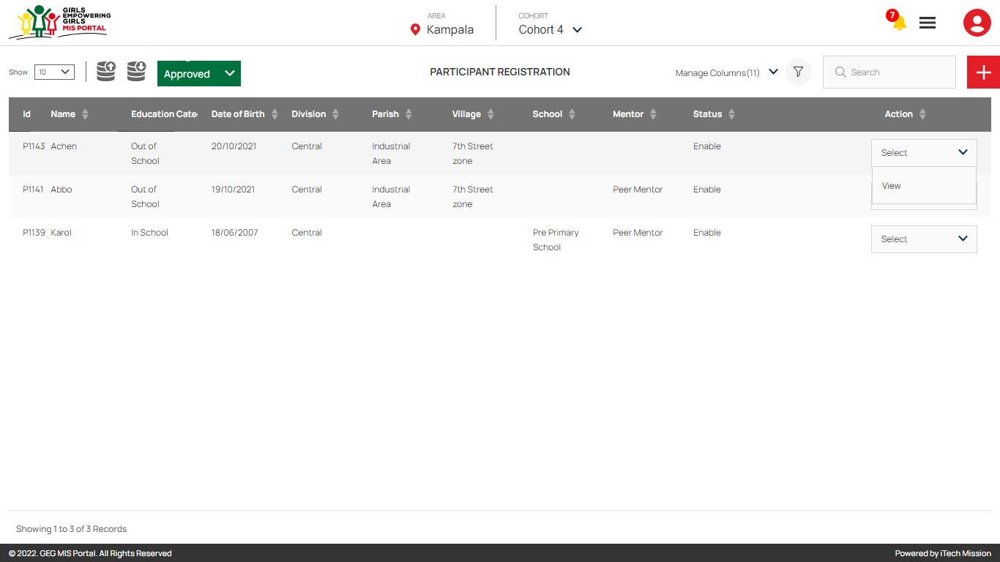 GIRLS
EMPOWERING
GIRLS
MIS PORTAL
AREA
Kampala
COHORT
Cohort 4
7
Show 10
Approved
PARTICIPANT REGISTRATION
Manage Columns(11)
Search
Id Name Education Cate Date of Birth Division Parish Village School Mentor Status Action
P1143 Achen Out of School 20/10/2021 Central Industrial Area 7th Street zone Enable Select
View
P1141 Abbo Out of School 19/10/2021 Central Industrial Area 7th Street zone Peer Mentor Enable
P1139 Karol In School 18/06/2007 Central Pre Primary School Peer Mentor Enable Select
Showing 1 to 3 of 3 Records
© 2022. GEG MIS Portal. All Rights Reserved
Powered by iTech Mission